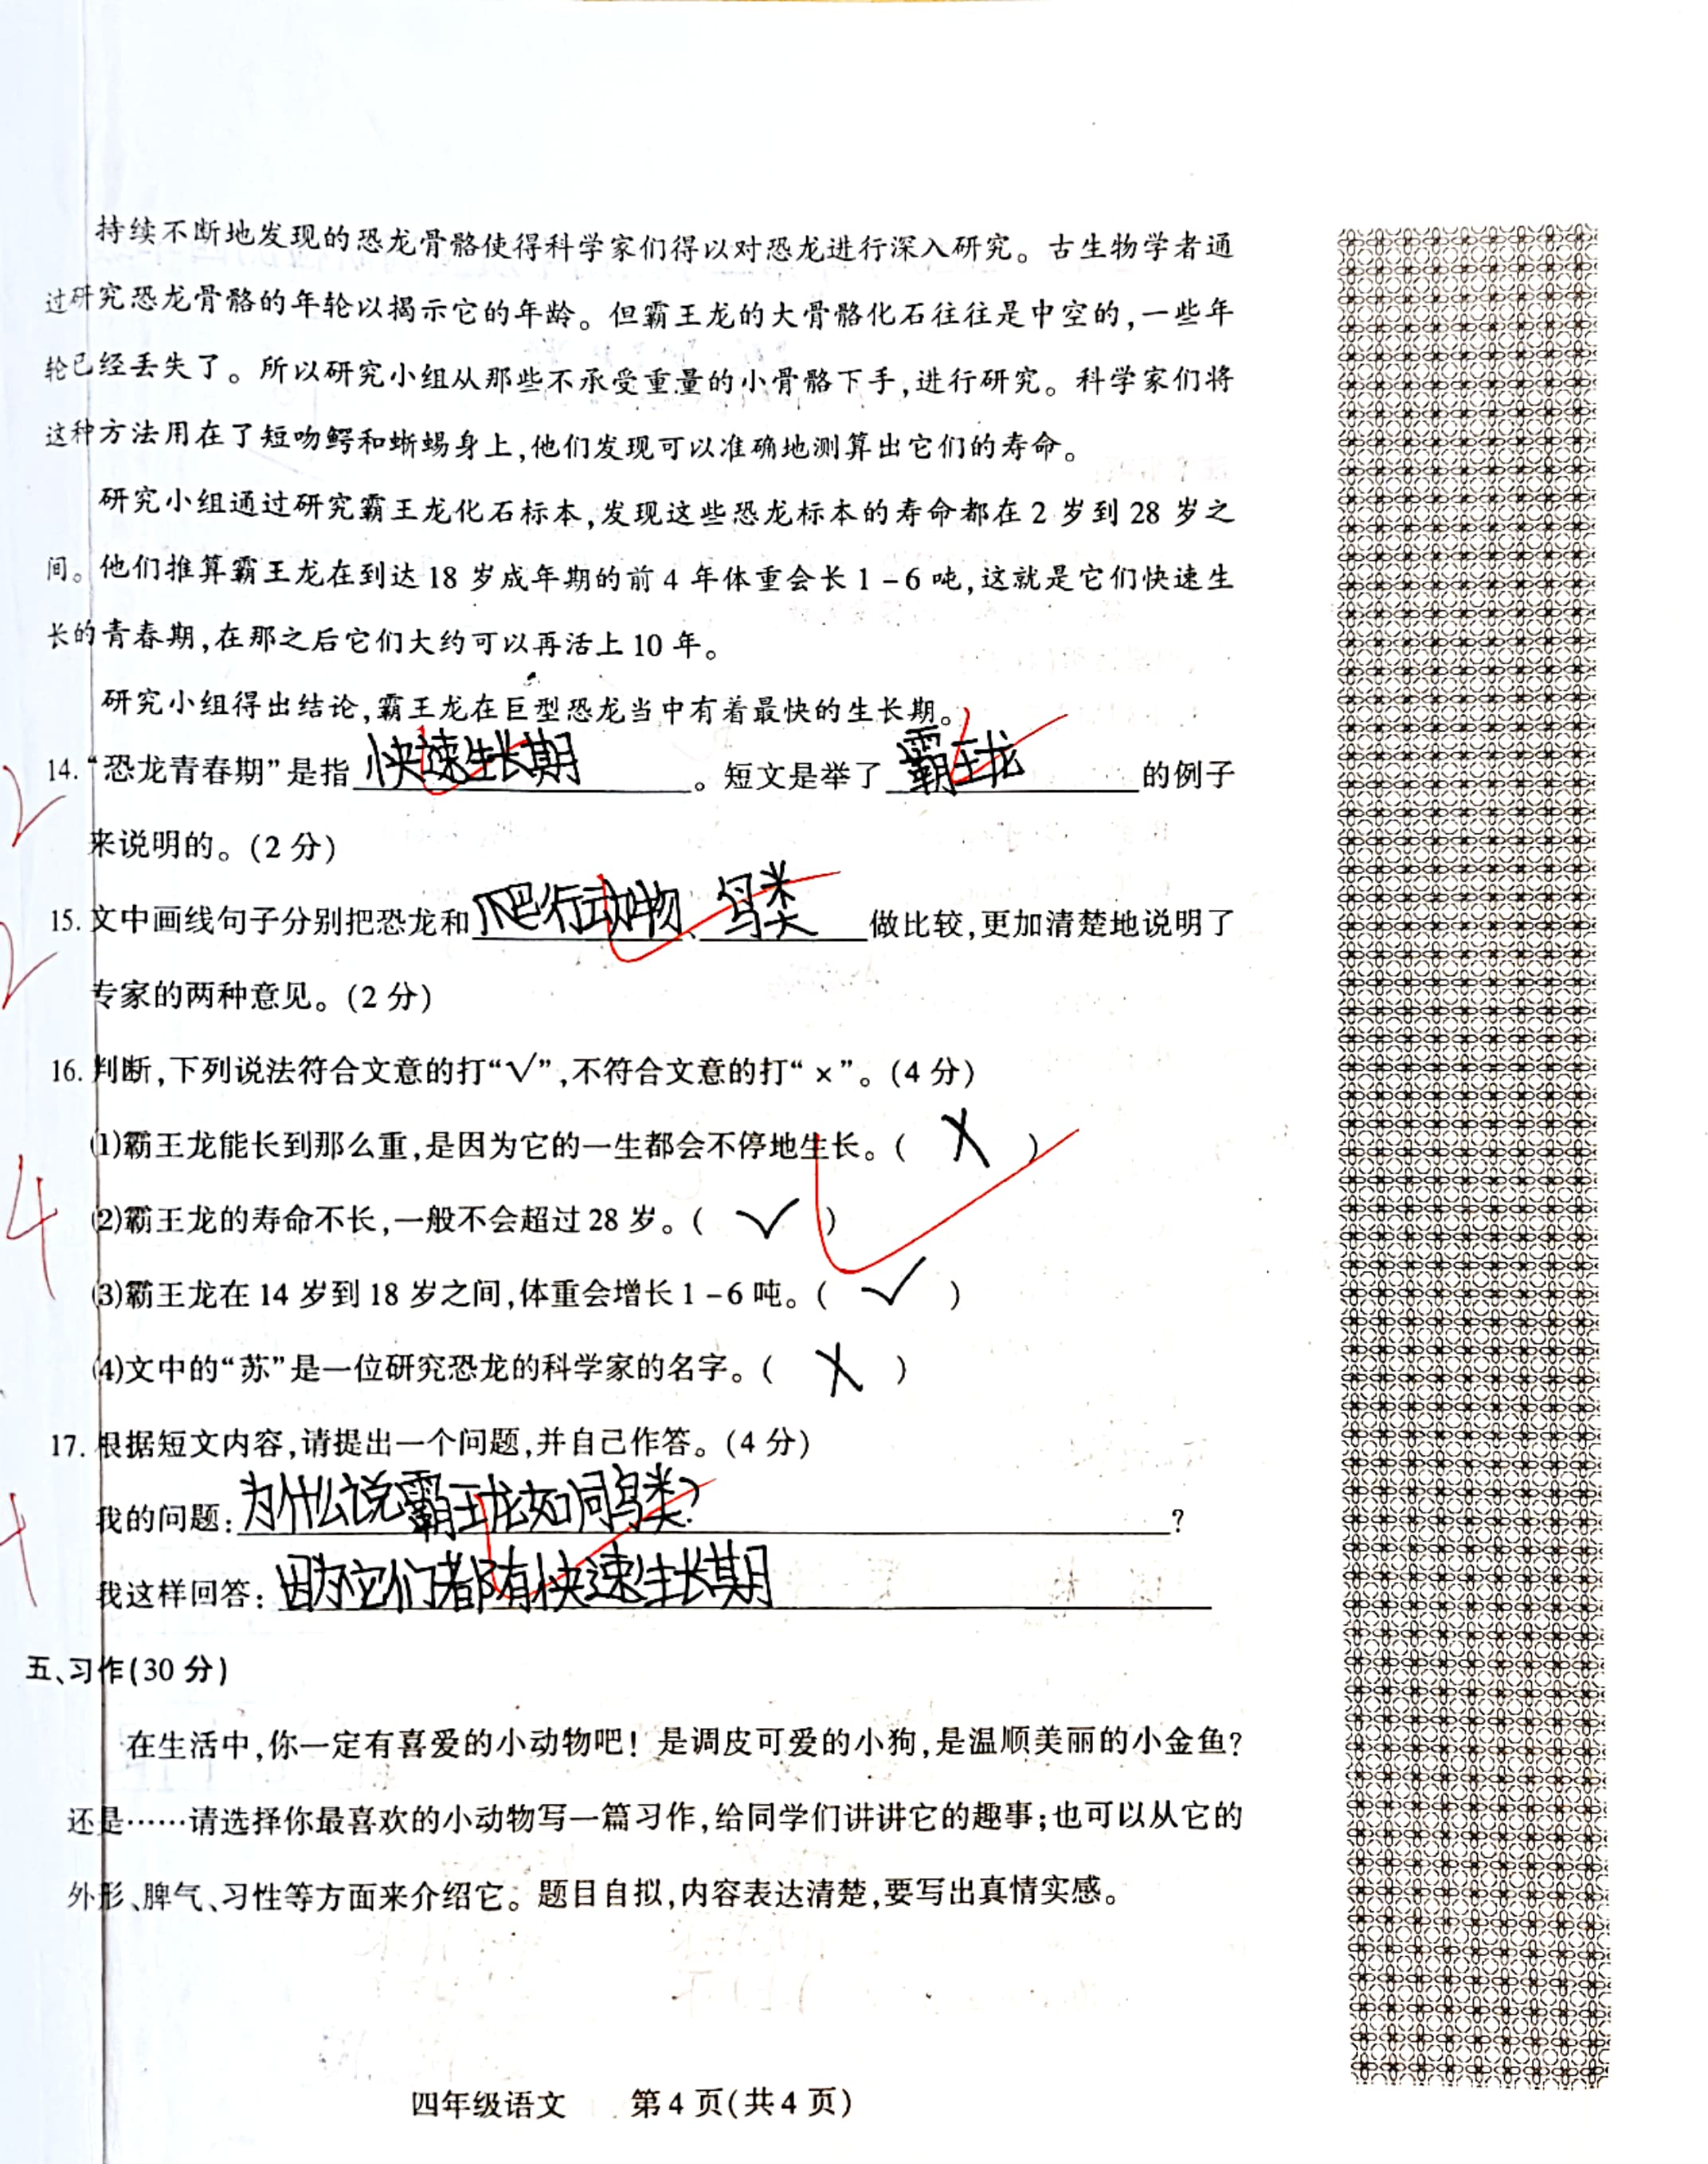 持续不断地发现的恐龙骨骼使得科学家们得以对恐龙进行深入研究。古生物学者通
过研究恐龙骨骼的年轮以揭示它的年龄。但霸王龙的大骨骼化石往往是中空的,一些年
轮已经丢失了。所以研究小组从那些不承受重量的小骨骼下手,进行研究。科学家们将
这种方法用在了短吻鳄和蜥蜴身上,他们发现可以准确地测算出它们的寿命。
研究小组通过研究霸王龙化石标本,发现这些恐龙标本的寿命都在2岁到28岁之
间。他们推算霸王龙在到达18岁成年期的前4年体重会长1-6吨,这就是它们快速生
长的青春期,在那之后它们大约可以再活上10年。
研究小组得出结论,霸王龙在巨型恐龙当中有着最快的生长期。
14.“恐龙青春期”是指快速生长期。短文是举了霸王龙的例子
2
来说明的。(2分)
15.文中画线句子分别把恐龙和爬行动物、鸟类做比较,更加清楚地说明了
2
专家的两种意见。(2分)
16.判断,下列说法符合文意的打“√”,不符合文意的打“×”。(4分)
(1)霸王龙能长到那么重,是因为它的一生都会不停地生长。( × )
4
(2)霸王龙的寿命不长,一般不会超过28岁。( √ )
(3)霸王龙在14岁到18岁之间,体重会增长1-6吨。( √ )
(4)文中的“苏”是一位研究恐龙的科学家的名字。( × )
17.根据短文内容,请提出一个问题,并自己作答。(4分)
我的问题:为什么说霸王龙如同鸟类??
4
我这样回答:因为它们都有快速生长期
五、习作(30分)
在生活中,你一定有喜爱的小动物吧!是调皮可爱的小狗,是温顺美丽的小金鱼?
还是……请选择你最喜欢的小动物写一篇习作,给同学们讲讲它的趣事;也可以从它的
外形、脾气、习性等方面来介绍它。题目自拟,内容表达清楚,要写出真情实感。
四年级语文 第4页(共4页)